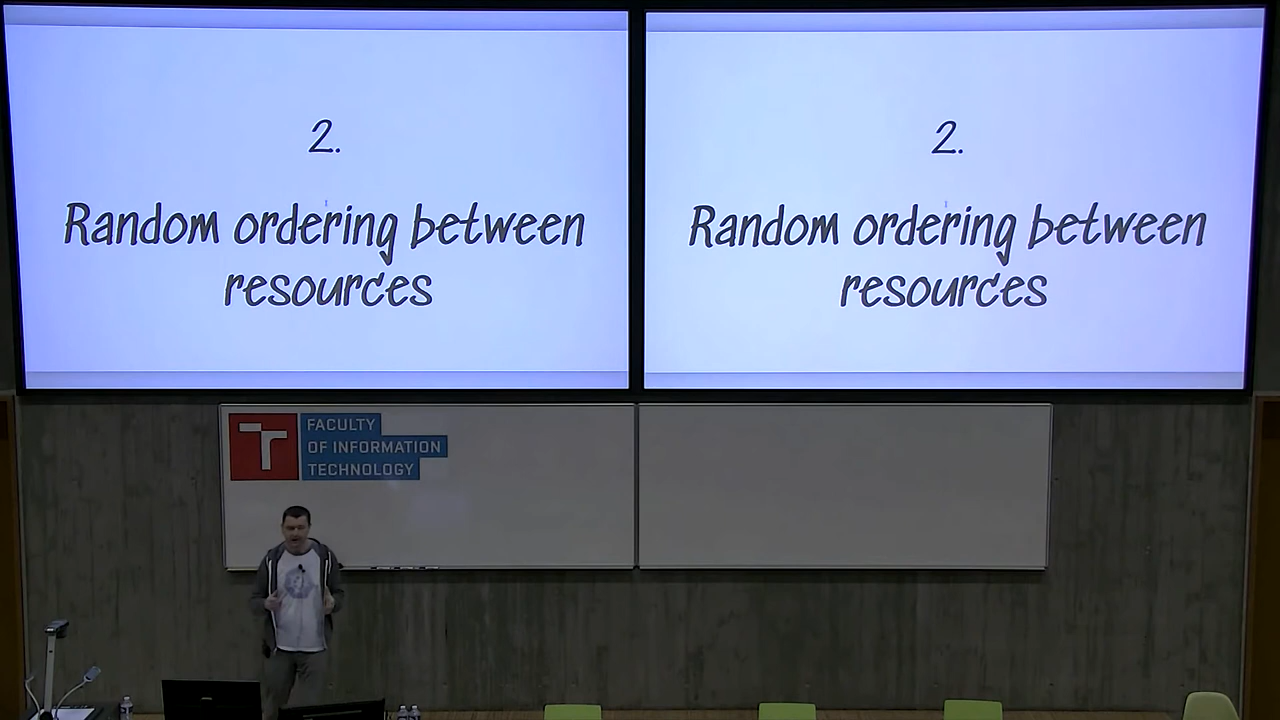 2.
Random ordering between
resources
2.
Random ordering between
resources
FACULTY
OF INFORMATION
TECHNOLOGY